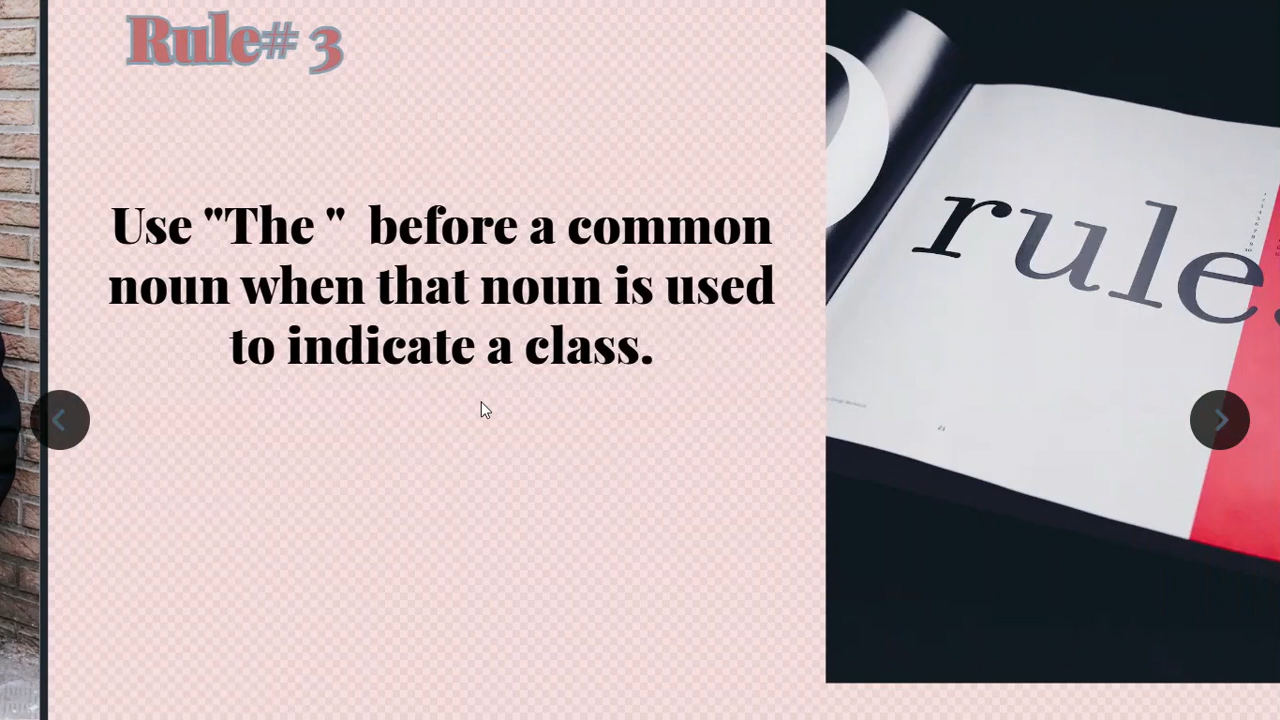 Rule# 3
Use "The "  before a common
noun when that noun is used
to indicate a class.
rule